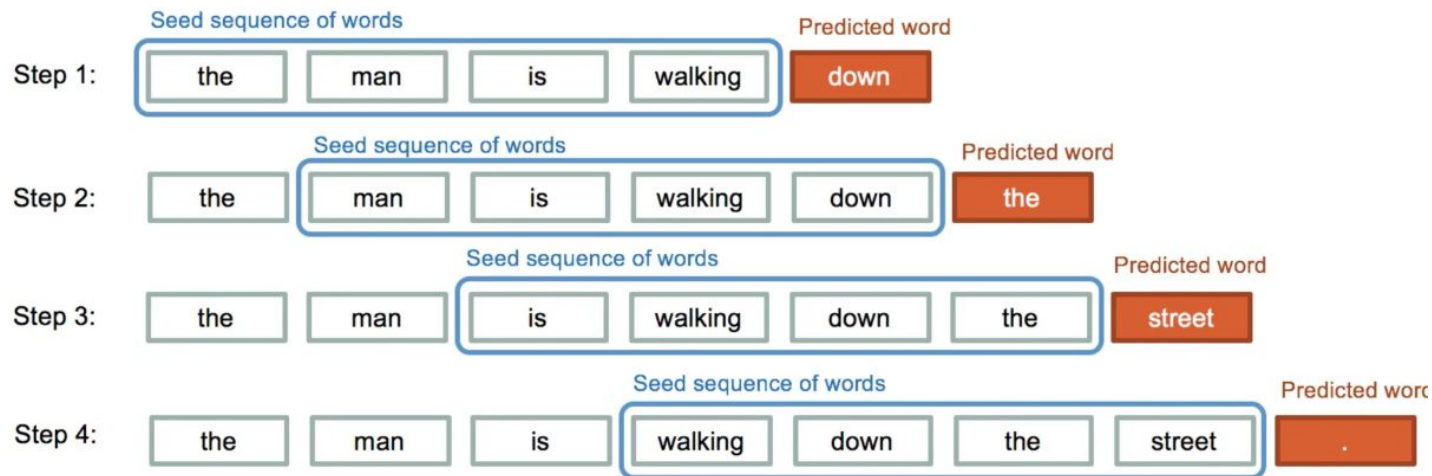 Seed sequence of words
Predicted word
Step 1: the man is walking down
Seed sequence of words
Predicted word
Step 2: the man is walking down the
Seed sequence of words
Predicted word
Step 3: the man is walking down the street
Seed sequence of words
Predicted word
Step 4: the man is walking down the street .